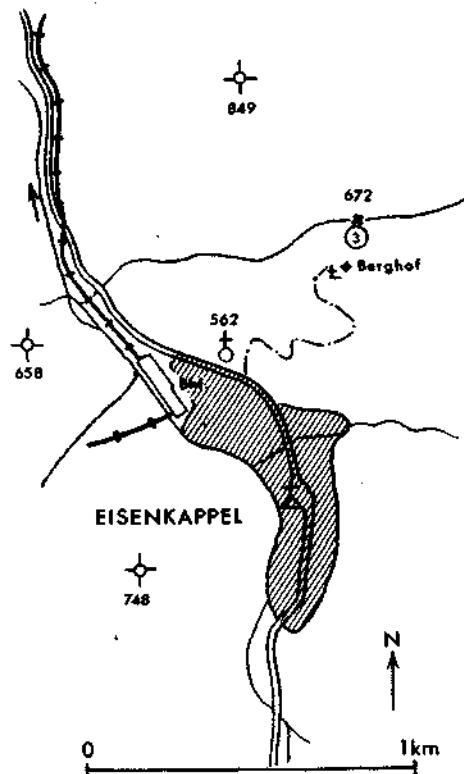 849
672
3
Berghof
562
658
Bhf.
EISENKAPPEL
748
N
0 1km